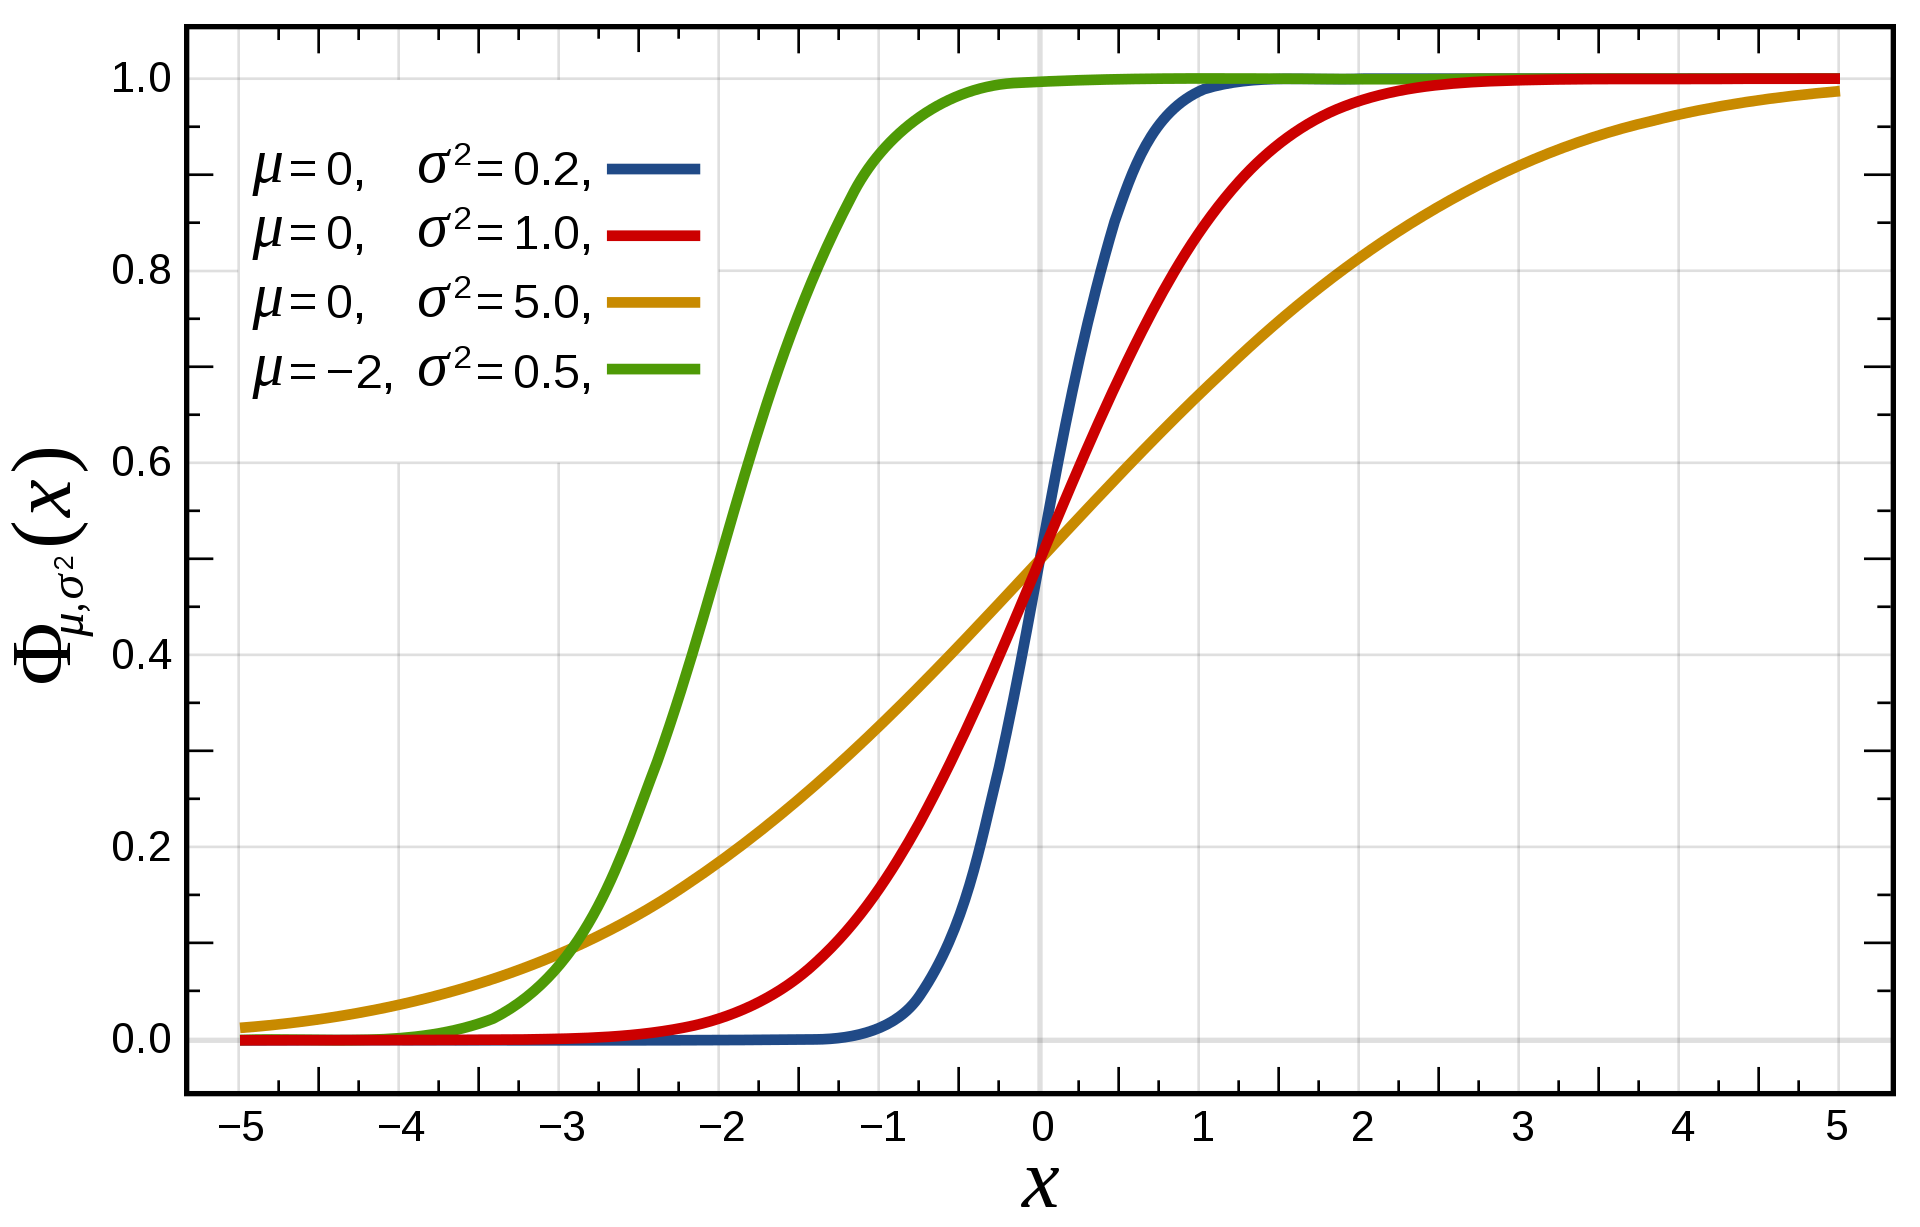 1.0
0.8
0.6
0.4
0.2
0.0
μ = 0, σ² = 0.2,
μ = 0, σ² = 1.0,
μ = 0, σ² = 5.0,
μ = −2, σ² = 0.5,
Φμ,σ²(x)
−5 −4 −3 −2 −1 0 1 2 3 4 5
x